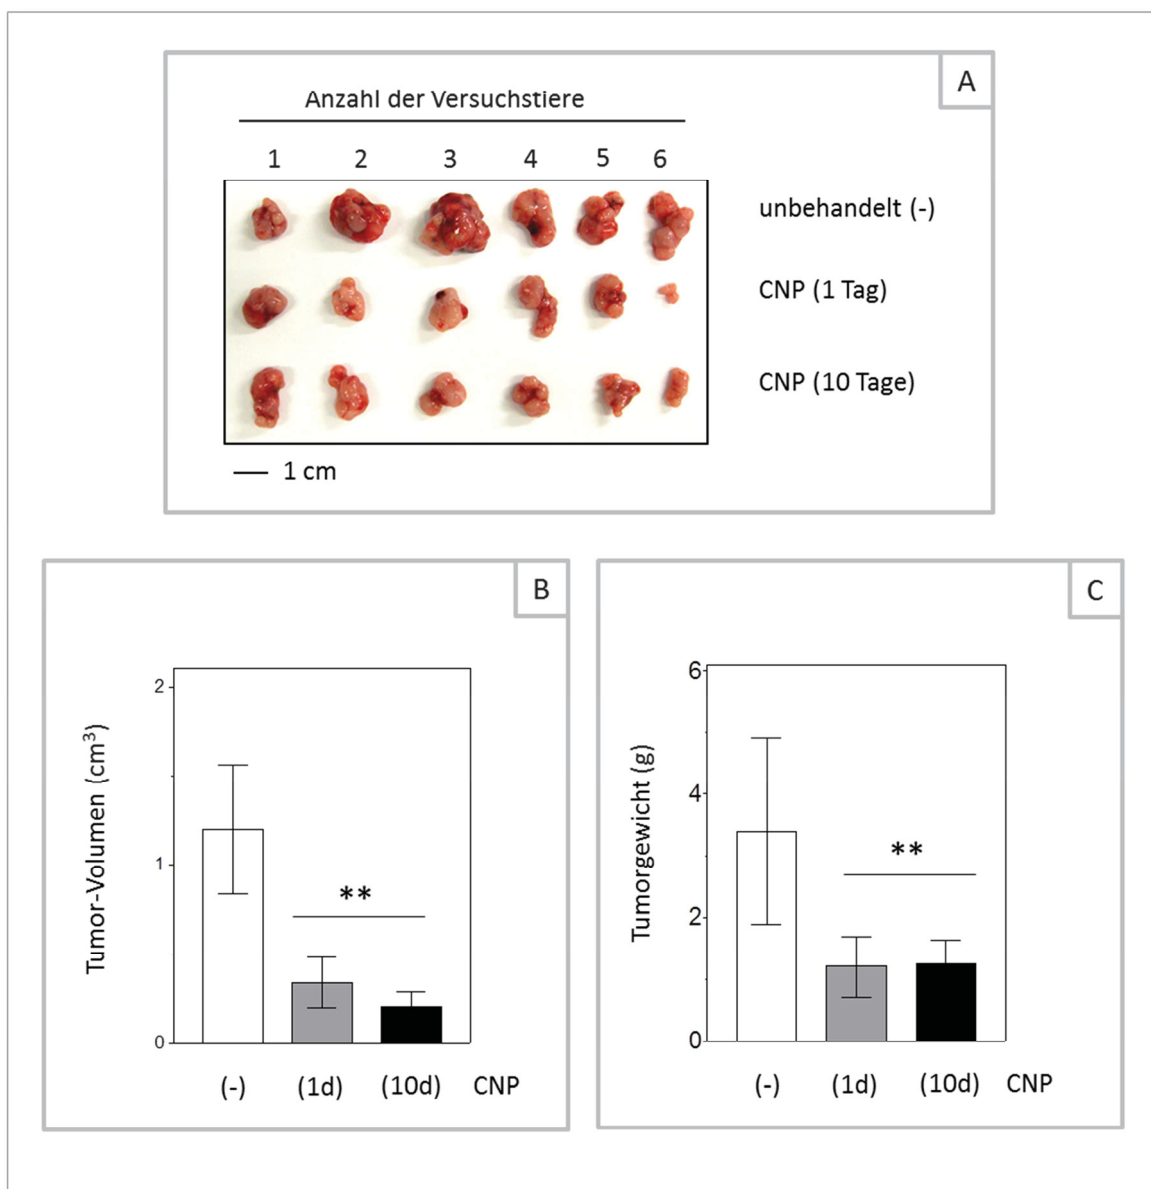 A
Anzahl der Versuchstiere
1 2 3 4 5 6
unbehandelt (-)
CNP (1 Tag)
CNP (10 Tage)
1 cm
B
Tumor-Volumen (cm³)
2
1
0
**
(-) (1d) (10d) CNP
C
Tumorgewicht (g)
6
4
2
0
**
(-) (1d) (10d) CNP